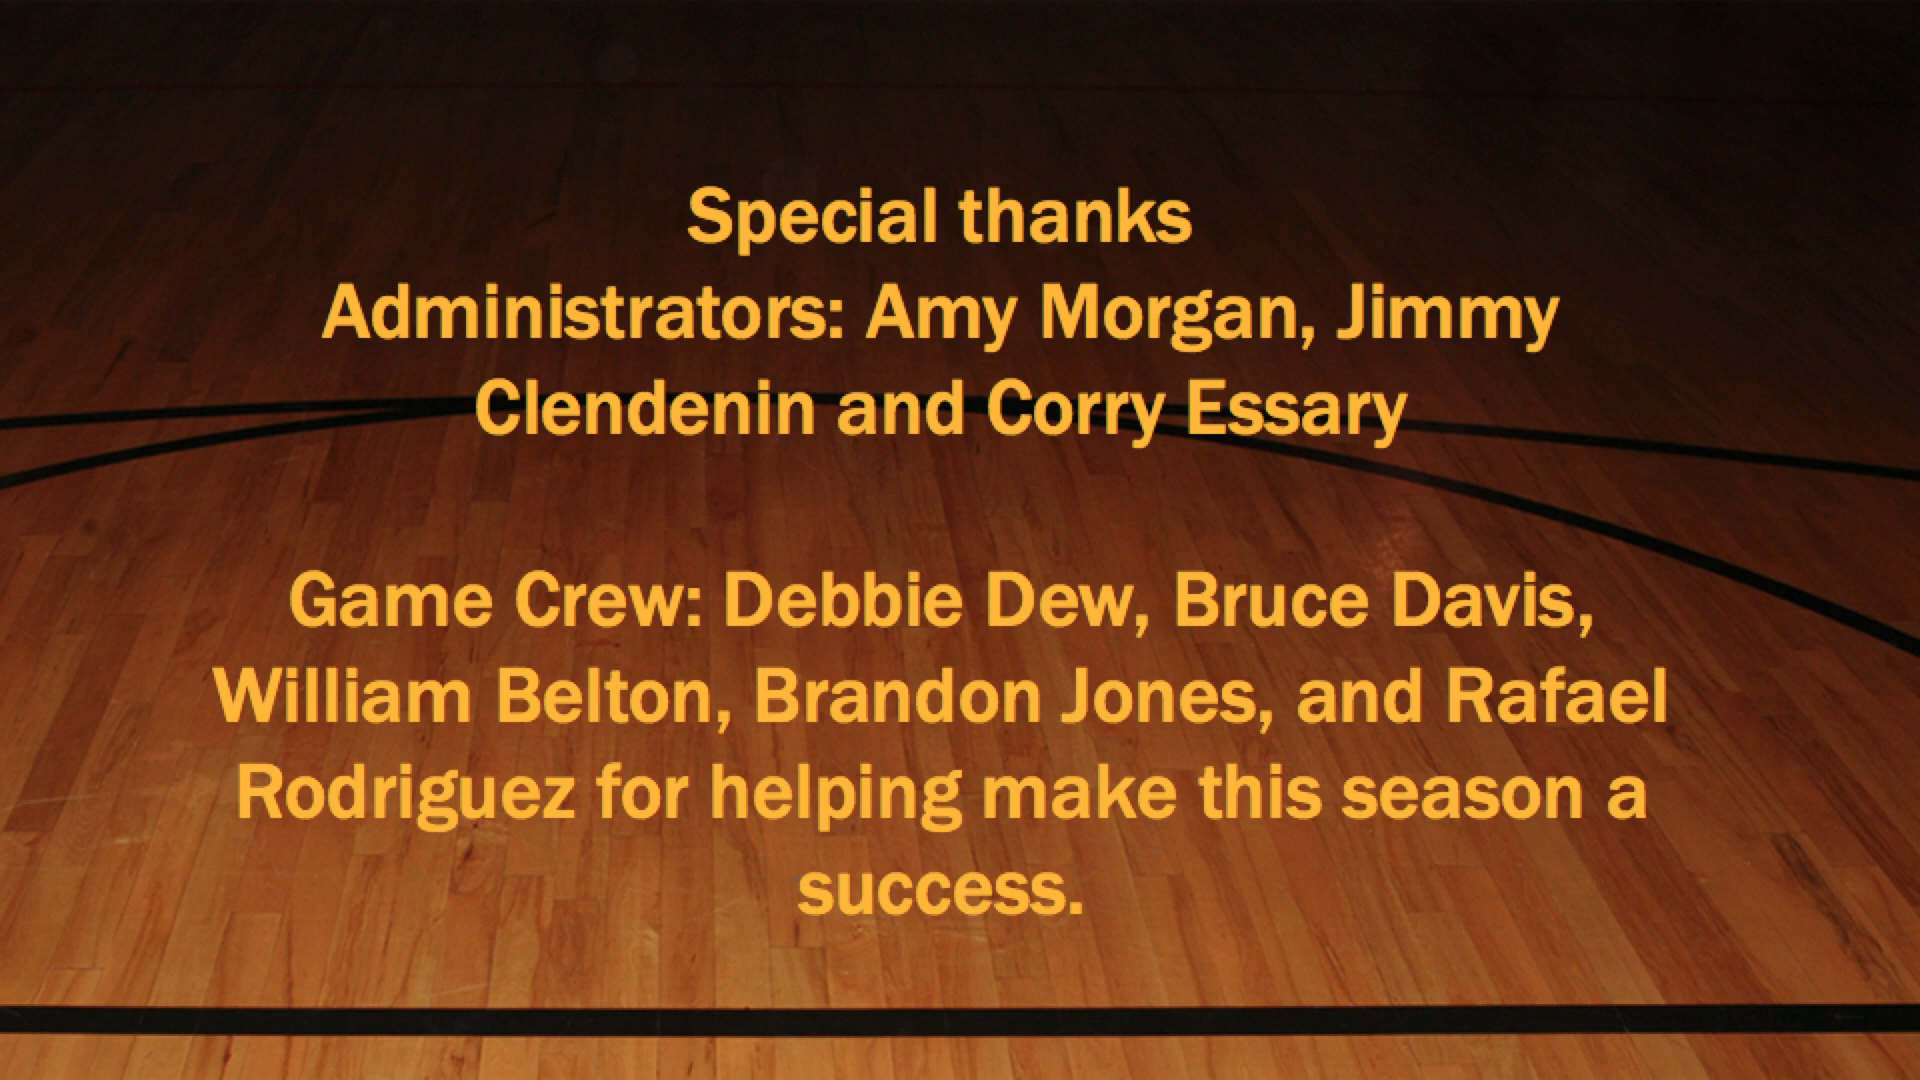 Special thanks
Administrators: Amy Morgan, Jimmy
Clendenin and Corry Essary
Game Crew: Debbie Dew, Bruce Davis,
William Belton, Brandon Jones, and Rafael
Rodriguez for helping make this season a
success.